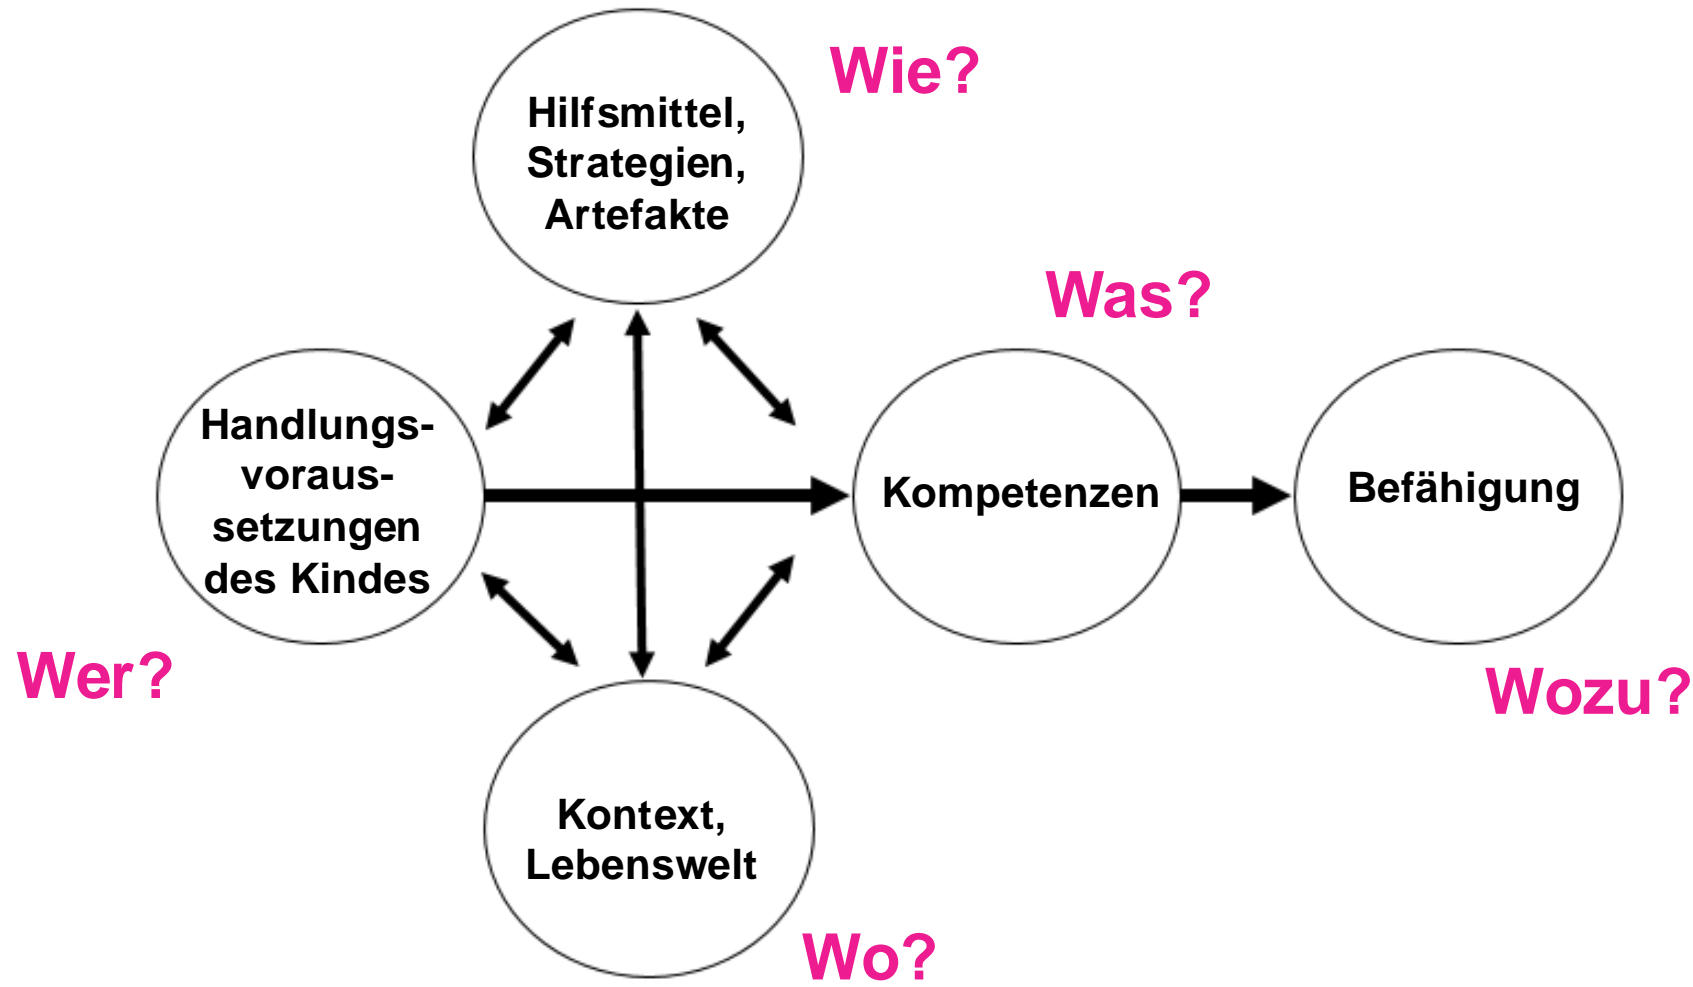 Wie?
Hilfsmittel,
Strategien,
Artefakte
Was?
Handlungs-
voraus-
setzungen
des Kindes
Kompetenzen
Befähigung
Wer?
Wozu?
Kontext,
Lebenswelt
Wo?